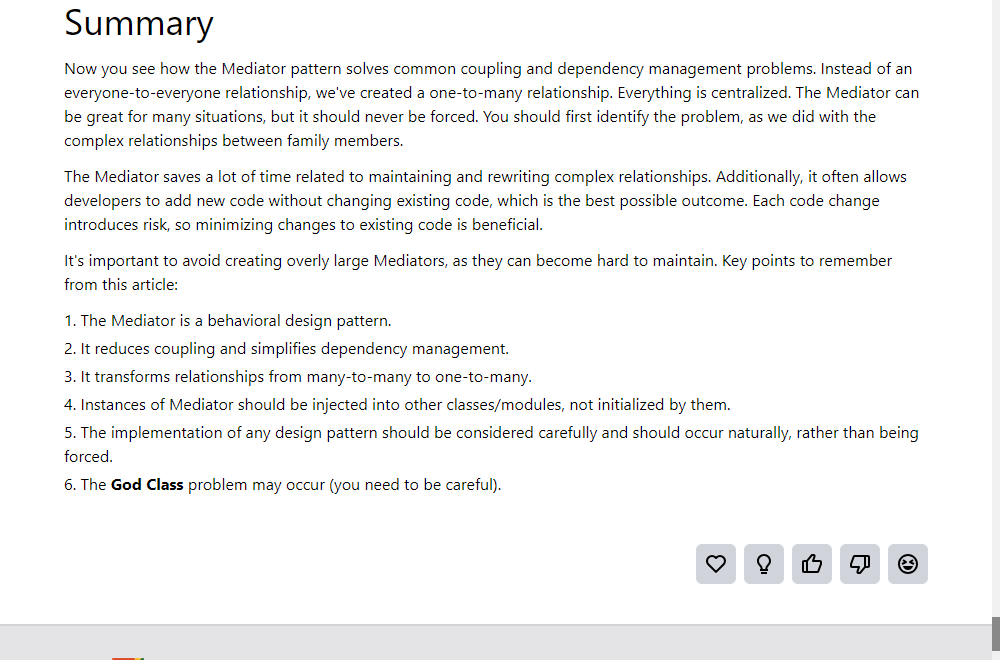 Summary
Now you see how the Mediator pattern solves common coupling and dependency management problems. Instead of an
everyone-to-everyone relationship, we've created a one-to-many relationship. Everything is centralized. The Mediator can
be great for many situations, but it should never be forced. You should first identify the problem, as we did with the
complex relationships between family members.
The Mediator saves a lot of time related to maintaining and rewriting complex relationships. Additionally, it often allows
developers to add new code without changing existing code, which is the best possible outcome. Each code change
introduces risk, so minimizing changes to existing code is beneficial.
It's important to avoid creating overly large Mediators, as they can become hard to maintain. Key points to remember
from this article:
1. The Mediator is a behavioral design pattern.
2. It reduces coupling and simplifies dependency management.
3. It transforms relationships from many-to-many to one-to-many.
4. Instances of Mediator should be injected into other classes/modules, not initialized by them.
5. The implementation of any design pattern should be considered carefully and should occur naturally, rather than being
forced.
6. The God Class problem may occur (you need to be careful).